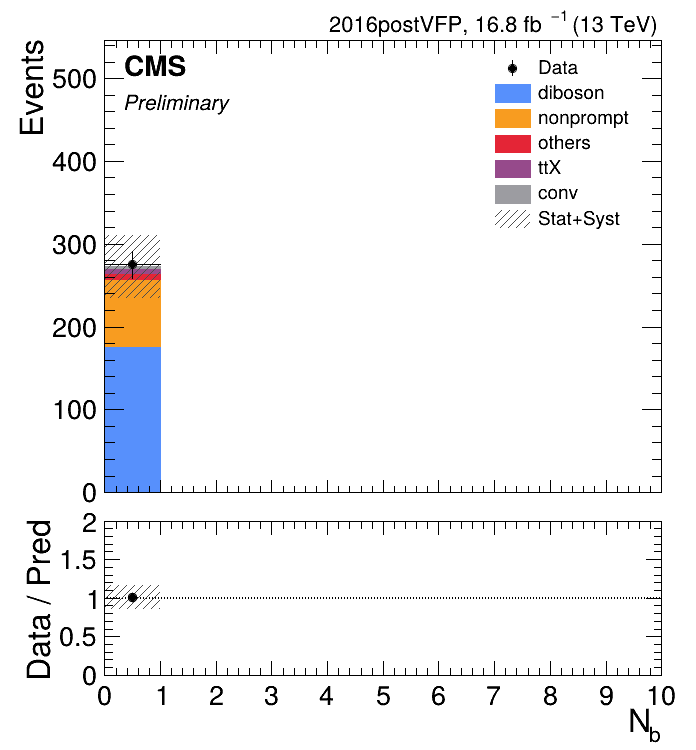 2016postVFP, 16.8 fb ⁻¹ (13 TeV)
CMS
Preliminary
Events
500
400
300
200
100
0
Data
diboson
nonprompt
others
ttX
conv
Stat+Syst
Data / Pred
2
1.5
1
0.5
0
0 1 2 3 4 5 6 7 8 9 10
N_b